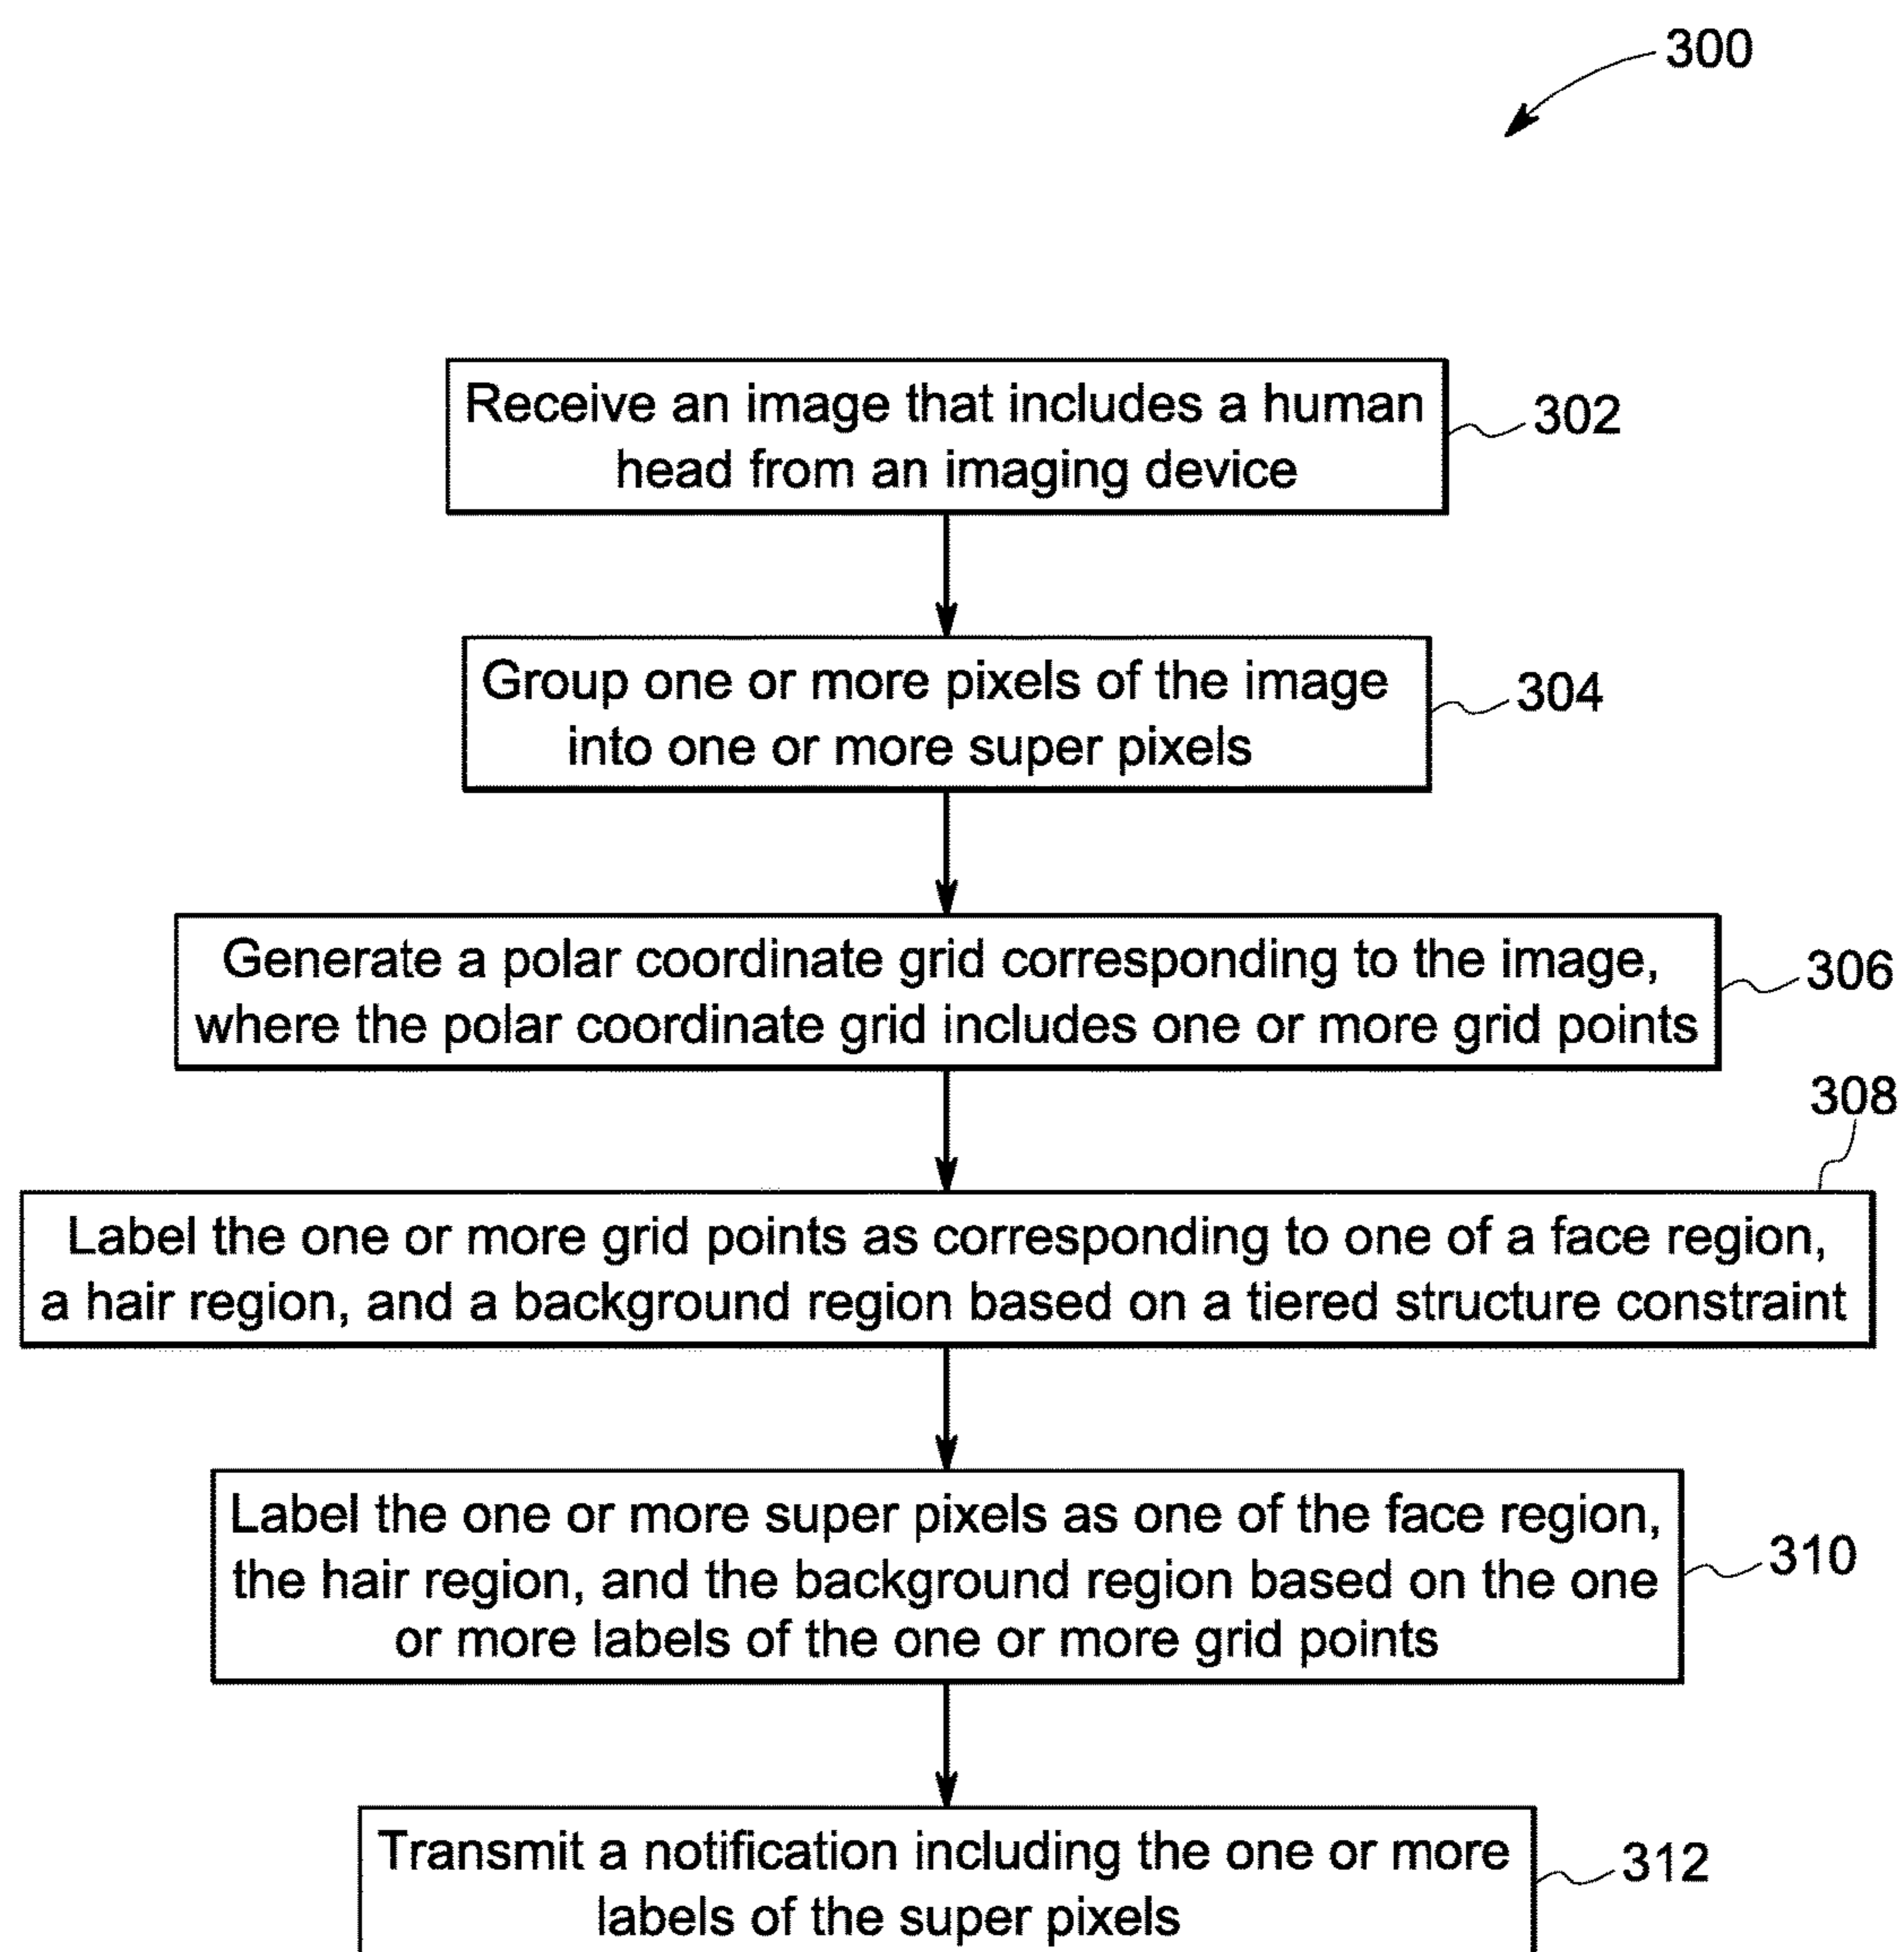 300
Receive an image that includes a human
head from an imaging device
302
Group one or more pixels of the image
into one or more super pixels
304
Generate a polar coordinate grid corresponding to the image,
where the polar coordinate grid includes one or more grid points
306
308
Label the one or more grid points as corresponding to one of a face region,
a hair region, and a background region based on a tiered structure constraint
Label the one or more super pixels as one of the face region,
the hair region, and the background region based on the one
or more labels of the one or more grid points
310
Transmit a notification including the one or more
labels of the super pixels
312